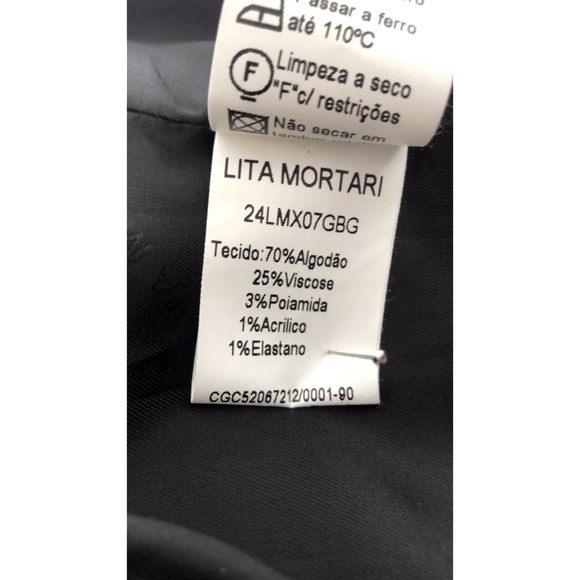 Passar a ferro
até 110ºC
F
Limpeza a seco
"F"c/ restrições
Não secar em
LITA MORTARI
24LMX07GBG
Tecido:70%Algodão
25%Viscose
3%Poiamida
1%Acrilico
1%Elastano
CGC52067212/0001-90